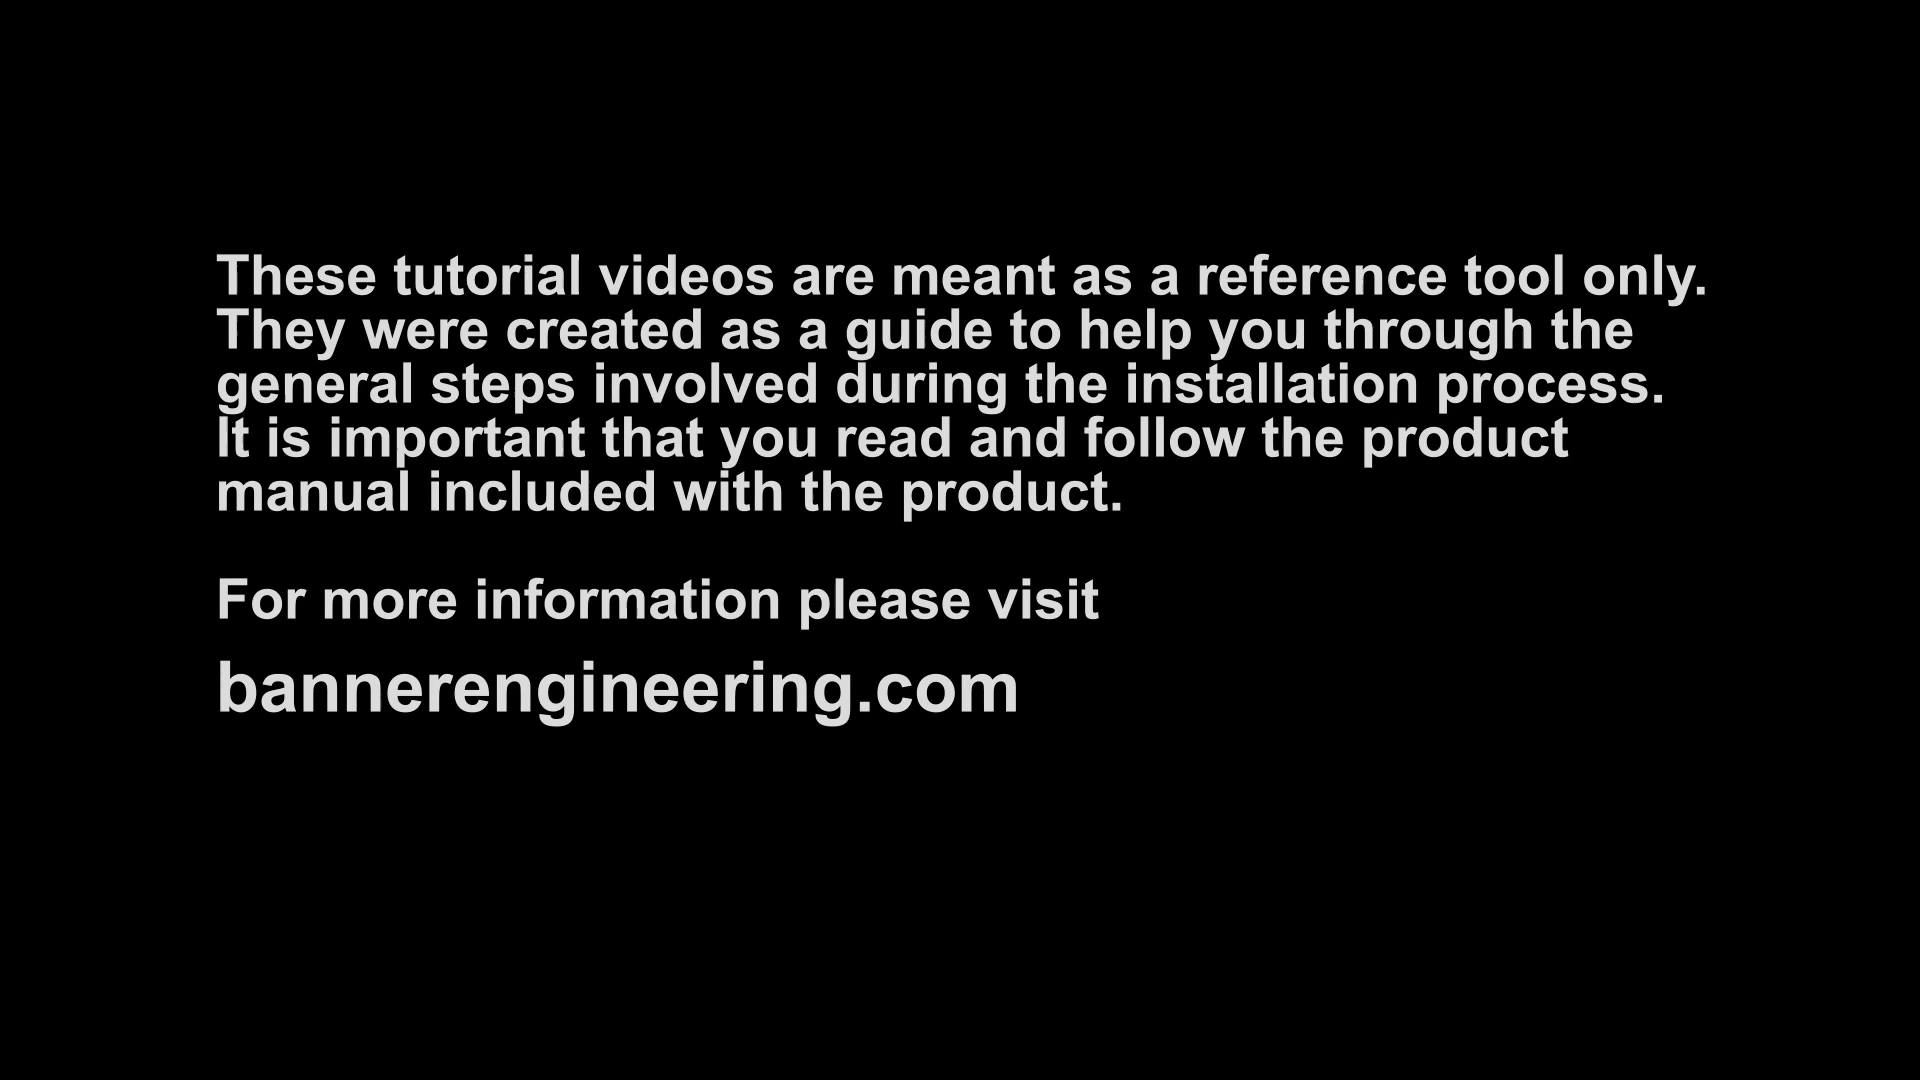 These tutorial videos are meant as a reference tool only.
They were created as a guide to help you through the
general steps involved during the installation process.
It is important that you read and follow the product
manual included with the product.
For more information please visit
bannerengineering.com